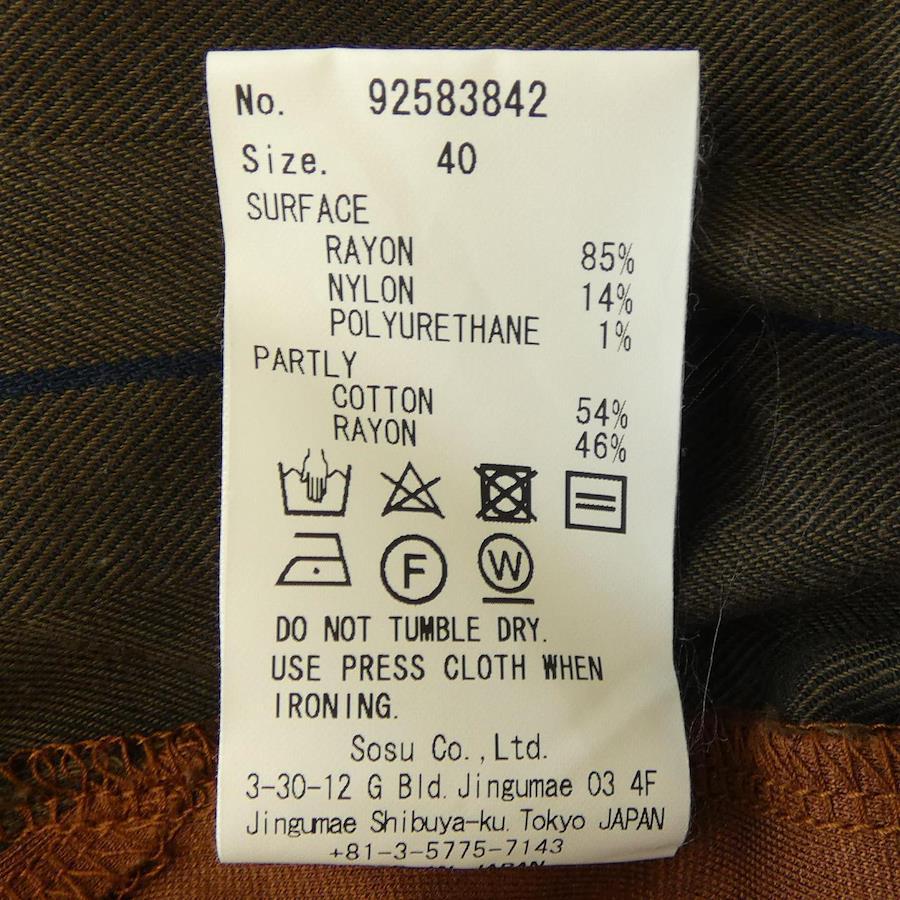 No. 92583842
Size. 40
SURFACE
RAYON 85%
NYLON 14%
POLYURETHANE 1%
PARTLY
COTTON 54%
RAYON 46%
F W
DO NOT TUMBLE DRY.
USE PRESS CLOTH WHEN
IRONING.
Sosu Co.,Ltd.
3-30-12 G Bld. Jingumae 03 4F
Jingumae Shibuya-ku. Tokyo JAPAN
+81-3-5775-7143